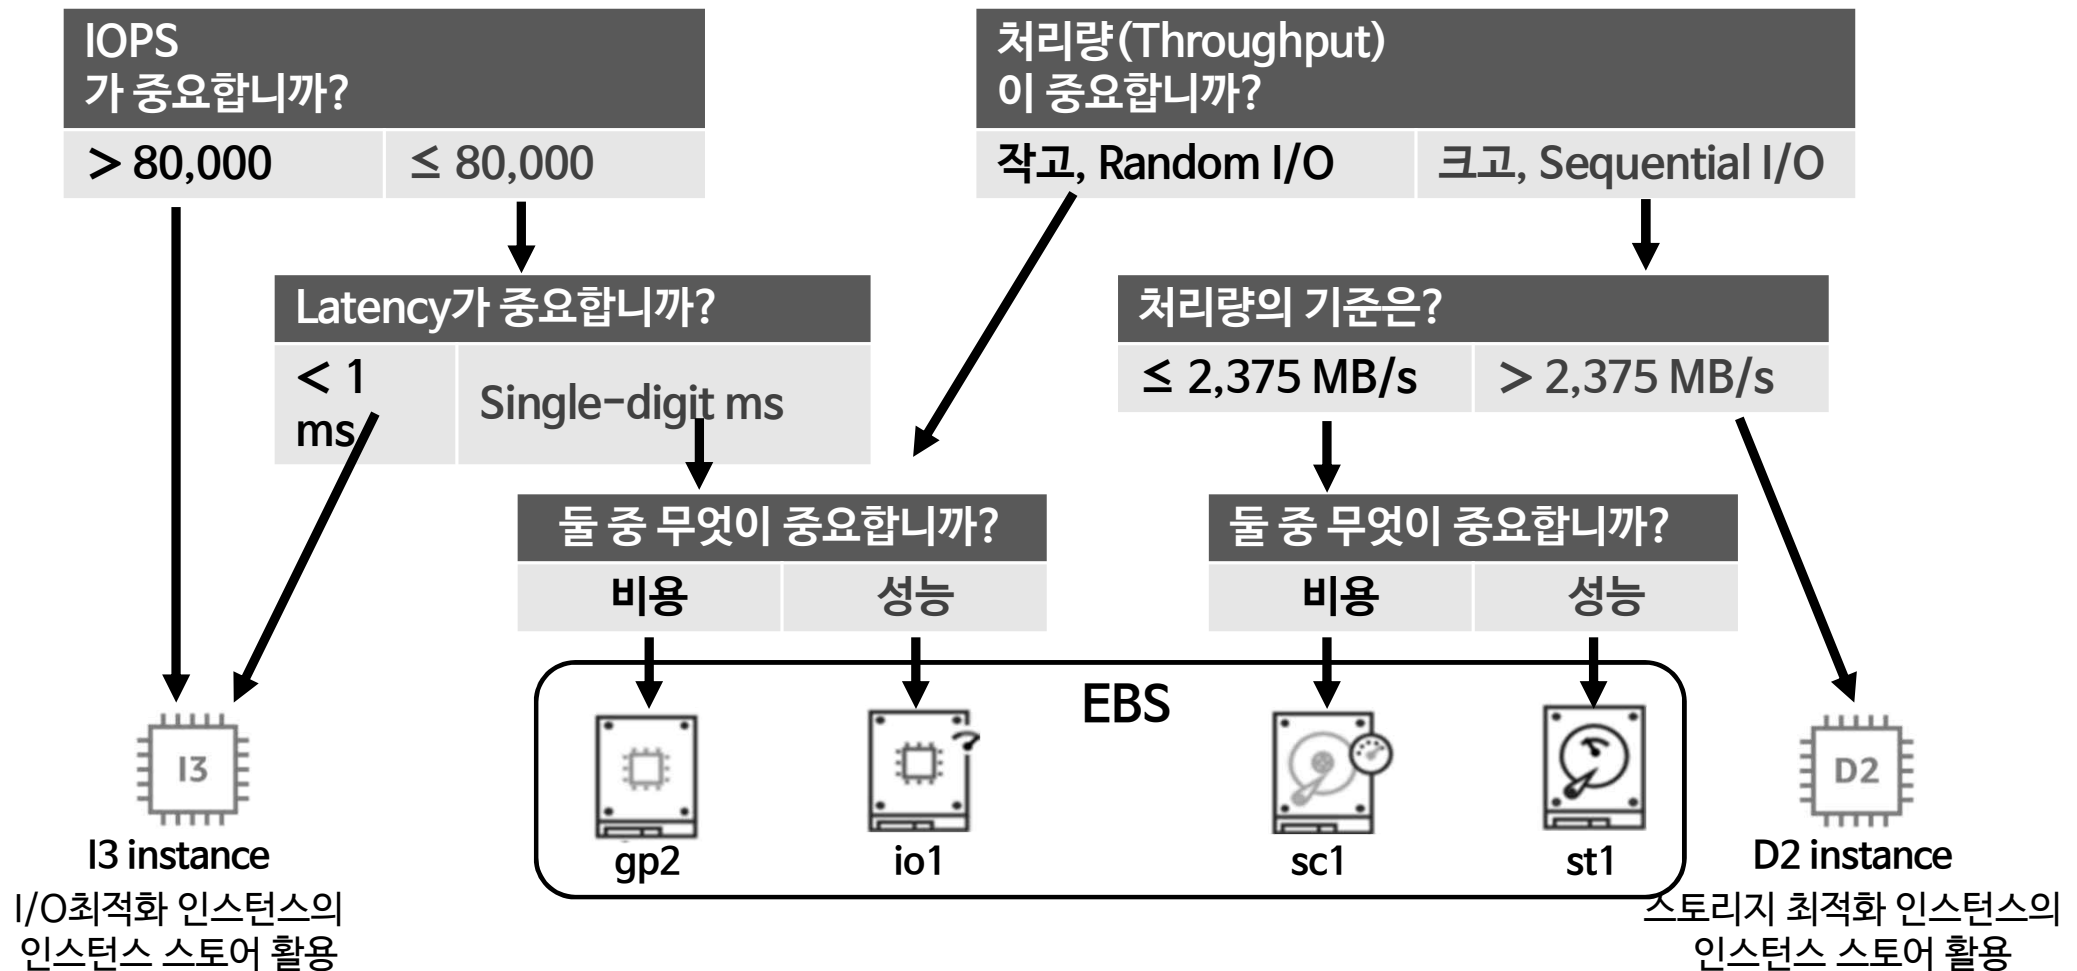 IOPS
가 중요합니까?
> 80,000
≤ 80,000
처리량(Throughput)
이 중요합니까?
작고, Random I/O
크고, Sequential I/O
Latency가 중요합니까?
< 1
ms
Single-digit ms
처리량의 기준은?
≤ 2,375 MB/s
> 2,375 MB/s
둘 중 무엇이 중요합니까?
비용
성능
둘 중 무엇이 중요합니까?
비용
성능
EBS
I3
I3 instance
I/O최적화 인스턴스의
인스턴스 스토어 활용
gp2
io1
sc1
st1
D2
D2 instance
스토리지 최적화 인스턴스의
인스턴스 스토어 활용